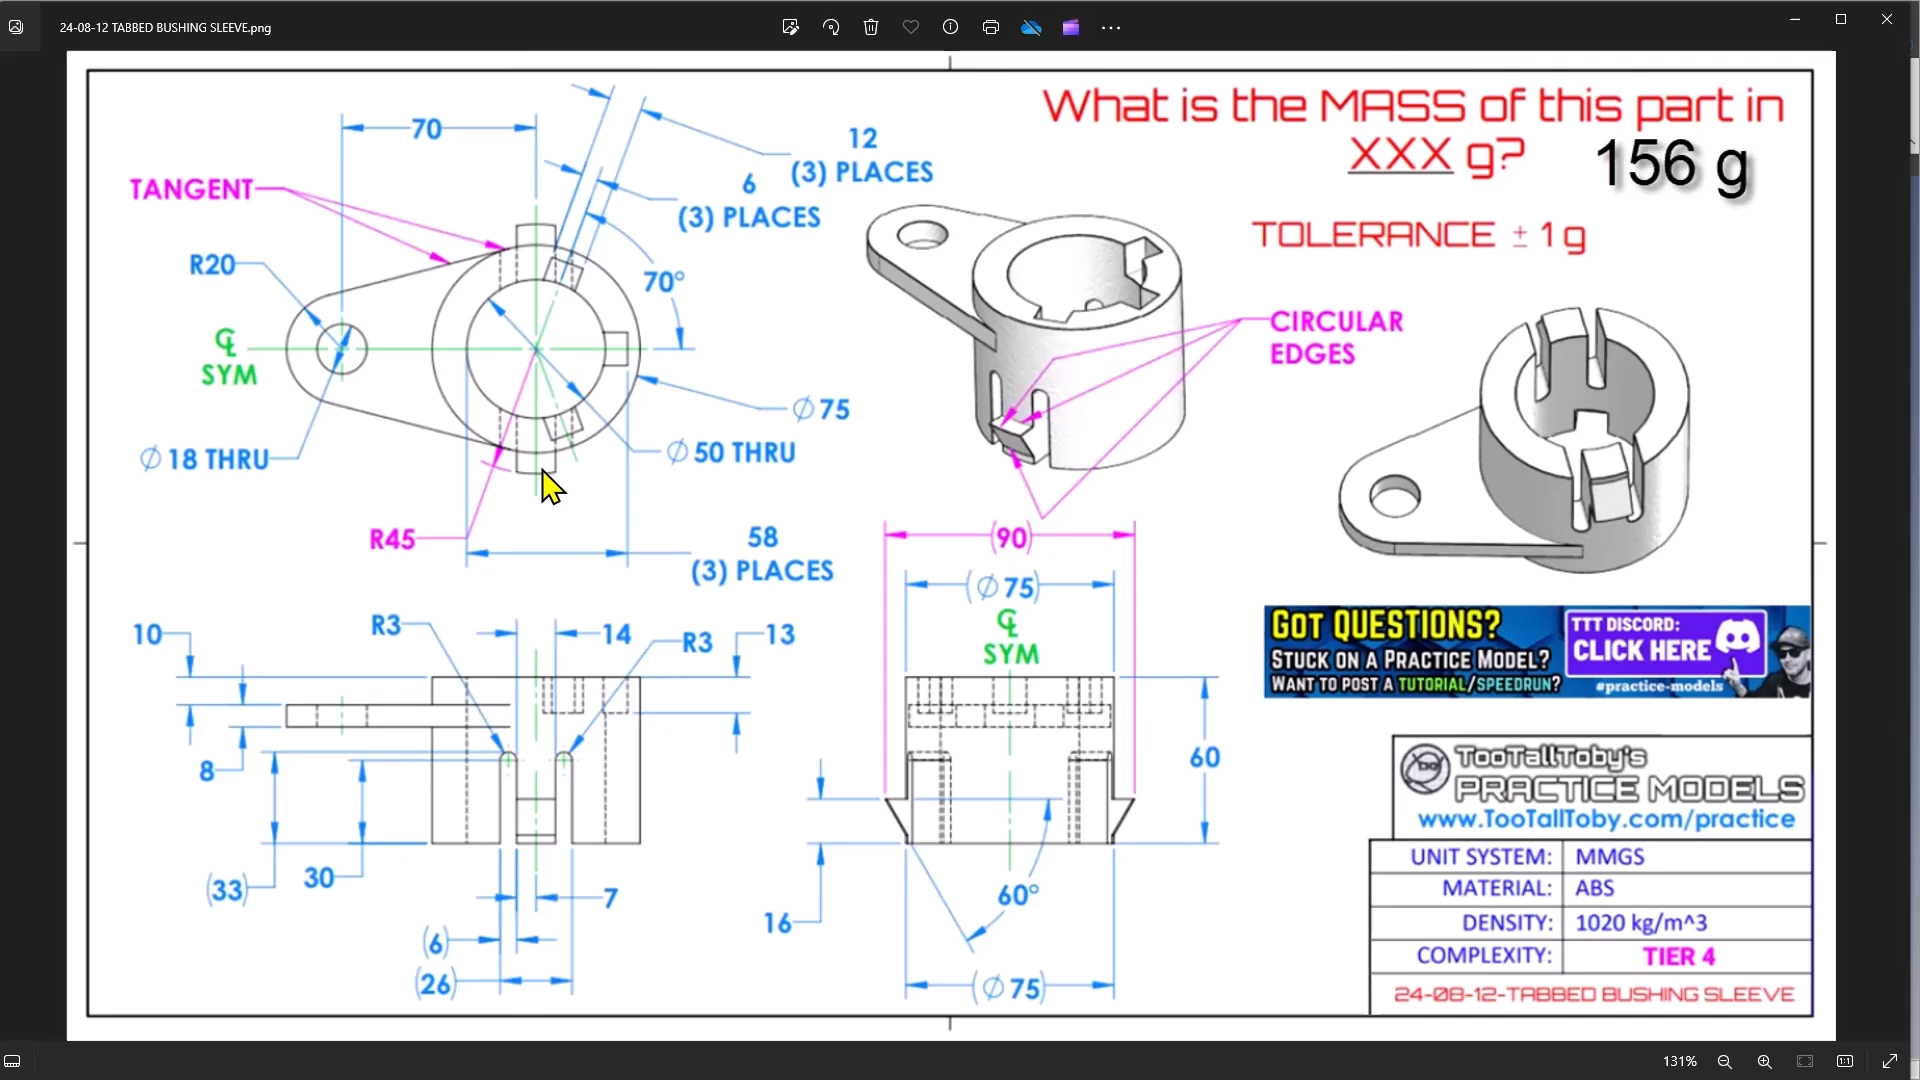 24-08-12 TABBED BUSHING SLEEVE.png
What is the MASS of this part in
XXX g?
156 g
TOLERANCE ± 1 g
70
12
(3) PLACES
6
(3) PLACES
TANGENT
R20
70°
℄
SYM
Ø 75
Ø 18 THRU
Ø 50 THRU
R45
58
(3) PLACES
CIRCULAR
EDGES
(90)
(Ø 75)
℄
SYM
10
R3
14
R3
13
8
60
(33)
30
7
60°
16
(6)
(26)
(Ø 75)
GOT QUESTIONS?
STUCK ON A PRACTICE MODEL?
WANT TO POST A TUTORIAL/SPEEDRUN?
TTT DISCORD:
CLICK HERE
#practice-models
TooTallToby's
PRACTICE MODELS
www.TooTallToby.com/practice
UNIT SYSTEM: MMGS
MATERIAL: ABS
DENSITY: 1020 kg/m^3
COMPLEXITY: TIER 4
24-08-12-TABBED BUSHING SLEEVE
131%
1:1